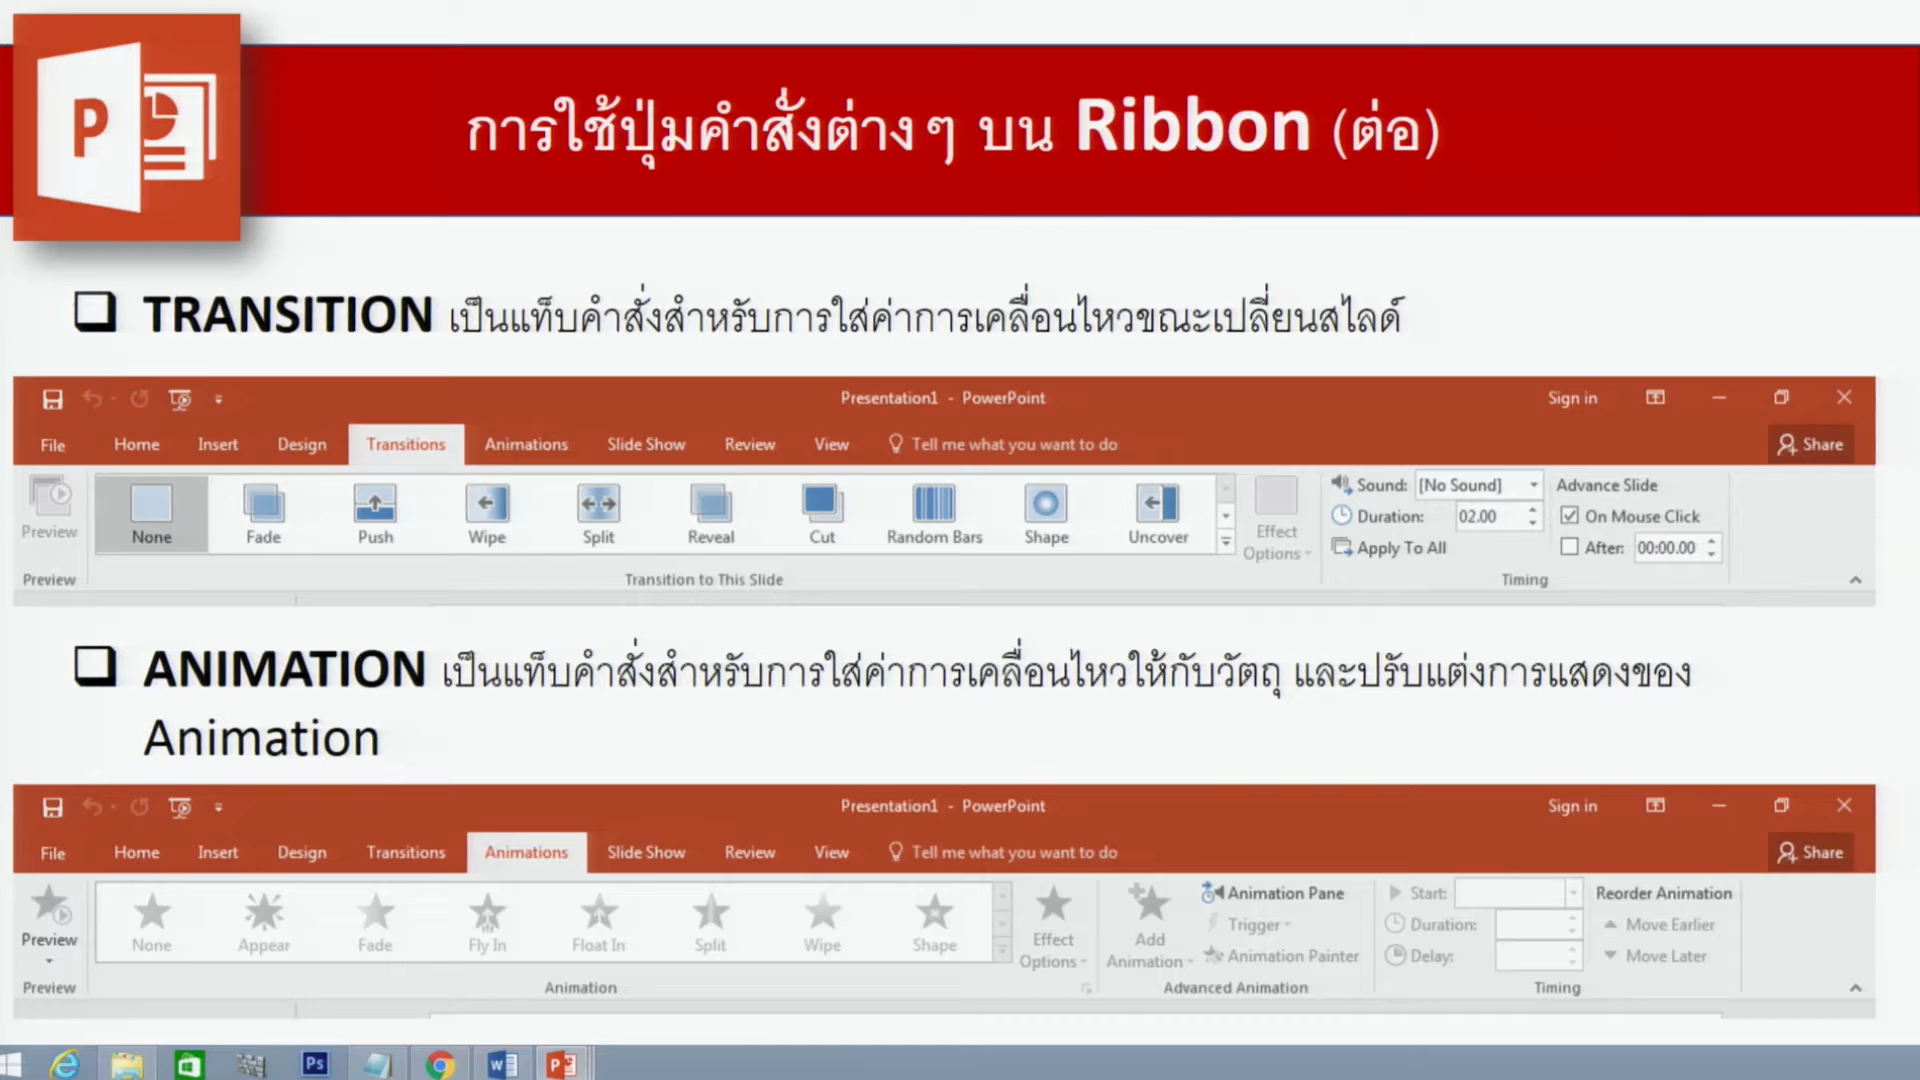 การใช้ปุ่มคำสั่งต่างๆ บน Ribbon (ต่อ)
TRANSITION เป็นแท็บคำสั่งสำหรับการใส่ค่าการเคลื่อนไหวขณะเปลี่ยนสไลด์
Presentation1 - PowerPoint Sign in
File Home Insert Design Transitions Animations Slide Show Review View Tell me what you want to do Share
Preview None Fade Push Wipe Split Reveal Cut Random Bars Shape Uncover Effect Options
Sound: [No Sound] Advance Slide
Duration: 02.00 On Mouse Click
Apply To All After: 00:00.00
Preview Transition to This Slide Timing
ANIMATION เป็นแท็บคำสั่งสำหรับการใส่ค่าการเคลื่อนไหวให้กับวัตถุ และปรับแต่งการแสดงของ
Animation
Presentation1 - PowerPoint Sign in
File Home Insert Design Transitions Animations Slide Show Review View Tell me what you want to do Share
Preview None Appear Fade Fly In Float In Split Wipe Shape Effect Options Add Animation
Animation Pane Start: Reorder Animation
Trigger Duration: Move Earlier
Animation Painter Delay: Move Later
Preview Animation Advanced Animation Timing
Ps